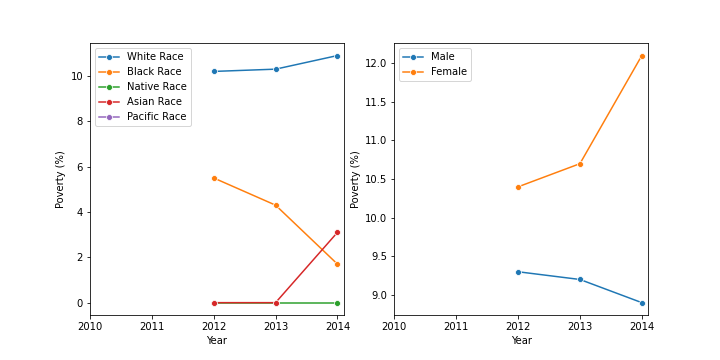 White Race
Black Race
Native Race
Asian Race
Pacific Race
Poverty (%)
10
8
6
4
2
0
2010 2011 2012 2013 2014
Year
Male
Female
Poverty (%)
12.0
11.5
11.0
10.5
10.0
9.5
9.0
2010 2011 2012 2013 2014
Year